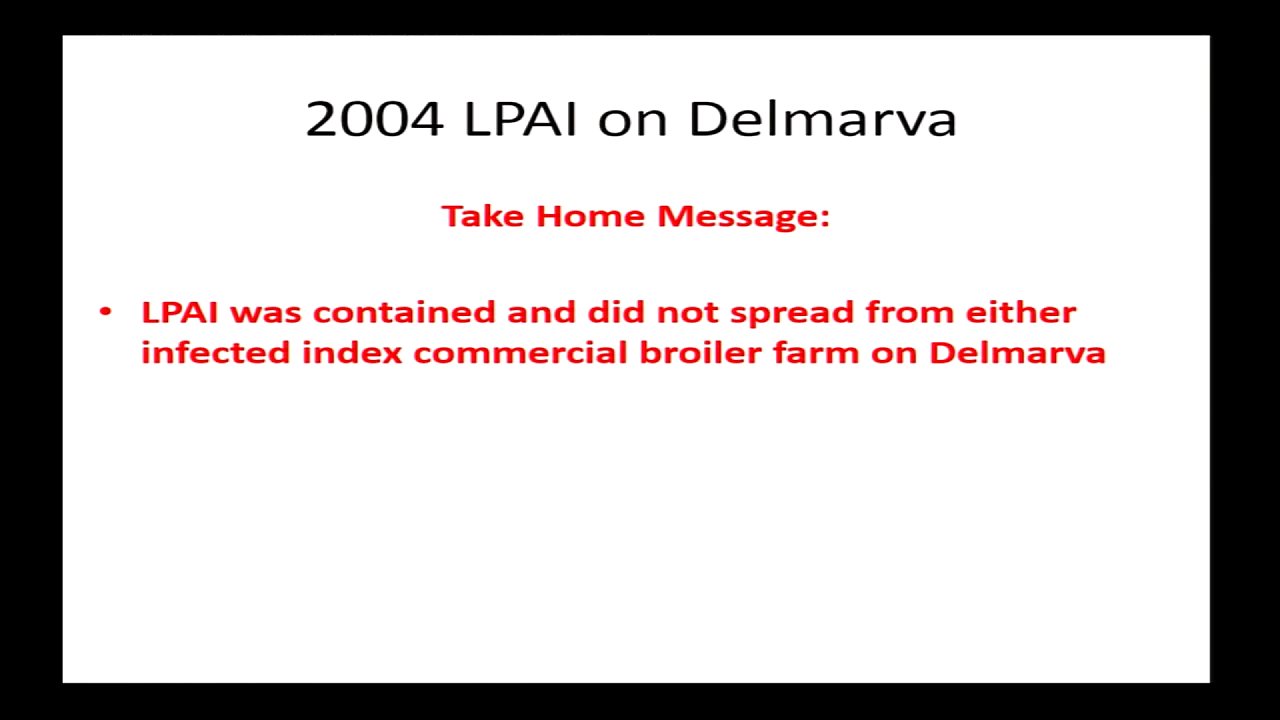 2004 LPAI on Delmarva
Take Home Message:
• LPAI was contained and did not spread from either
infected index commercial broiler farm on Delmarva